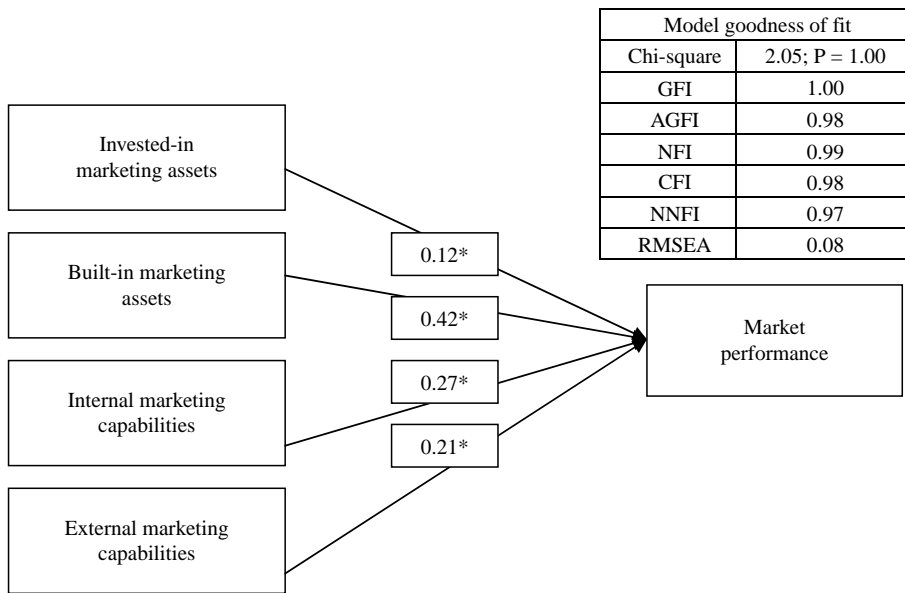 Model goodness of fit
Chi-square 2.05; P = 1.00
GFI 1.00
AGFI 0.98
NFI 0.99
CFI 0.98
NNFI 0.97
RMSEA 0.08
Invested-in
marketing assets
Built-in marketing
assets
Internal marketing
capabilities
External marketing
capabilities
0.12*
0.42*
0.27*
0.21*
Market
performance